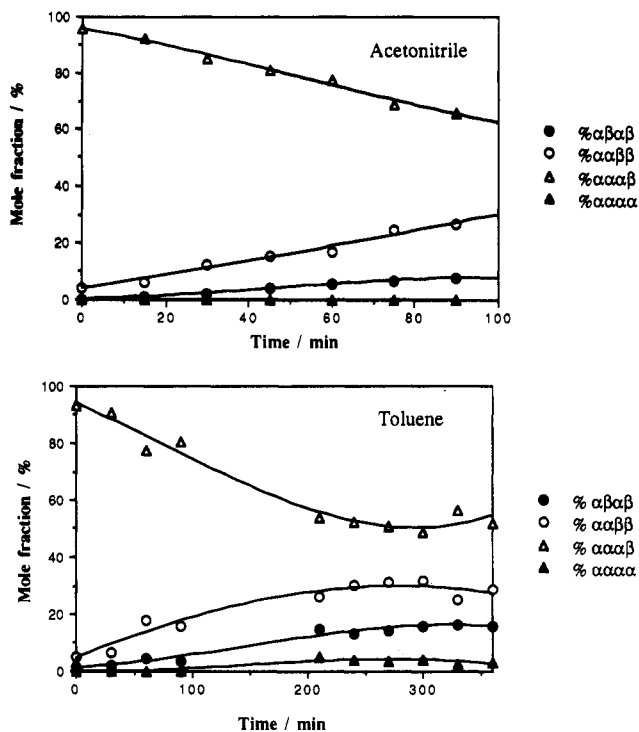 Acetonitrile
Mole fraction / %
100
80
60
40
20
0
0 20 40 60 80 100
Time / min
%αβαβ
%ααββ
%αααβ
%αααα
Toluene
Mole fraction / %
100
80
60
40
20
0
0 100 200 300
Time / min
% αβαβ
% ααββ
% αααβ
% αααα